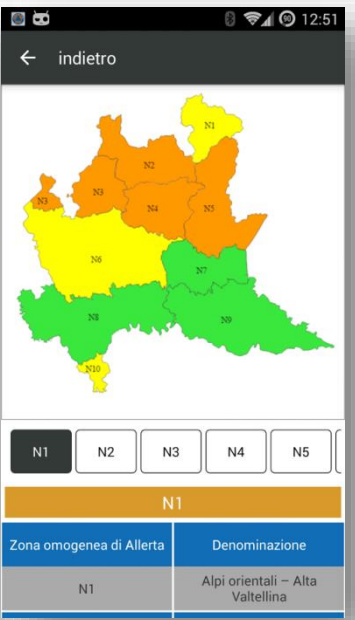 90 12:51
indietro
N1
N2
N3
N3
N4
N5
N6
N7
N8
N9
N10
N1 N2 N3 N4 N5
N1
Zona omogenea di Allerta Denominazione
N1 Alpi orientali – Alta
Valtellina